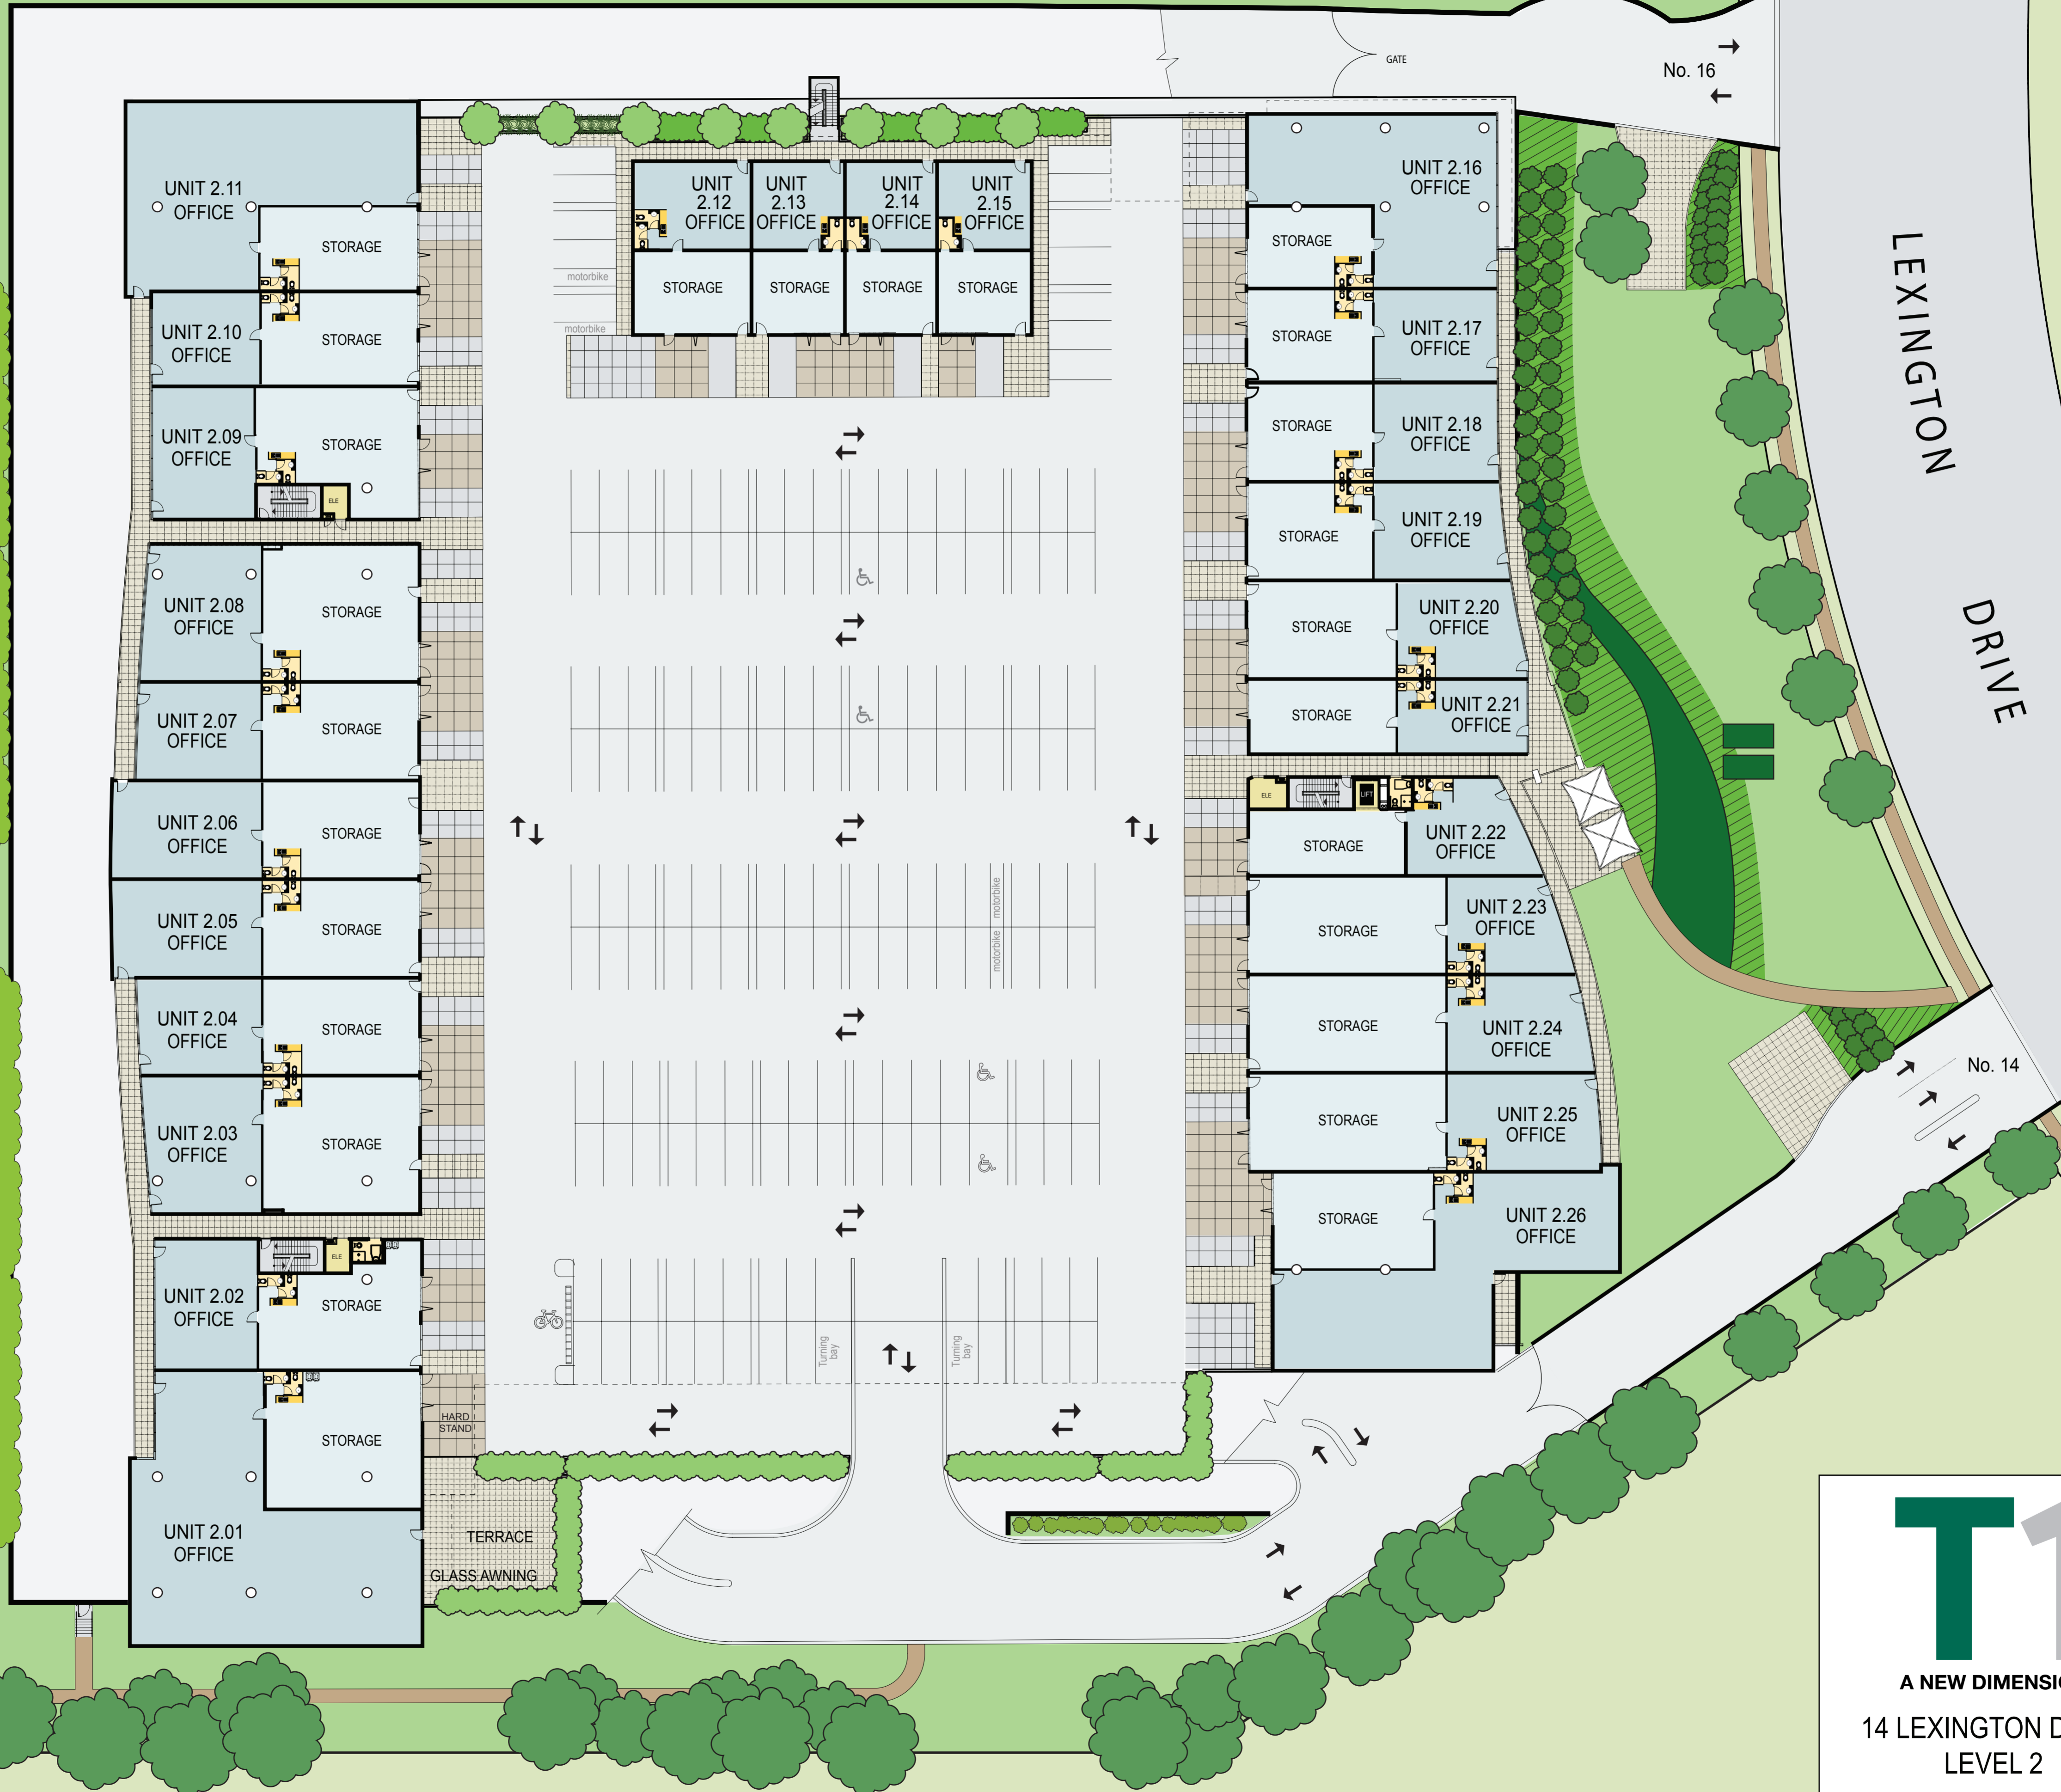 GATE
No. 16
LEXINGTON
DRIVE
UNIT 2.11
OFFICE
STORAGE
UNIT 2.10
OFFICE
STORAGE
UNIT 2.09
OFFICE
STORAGE
ELE
UNIT 2.08
OFFICE
STORAGE
UNIT 2.07
OFFICE
STORAGE
UNIT 2.06
OFFICE
STORAGE
UNIT 2.05
OFFICE
STORAGE
UNIT 2.04
OFFICE
STORAGE
UNIT 2.03
OFFICE
STORAGE
ELE
UNIT 2.02
OFFICE
STORAGE
STORAGE
UNIT 2.01
OFFICE
HARD
STAND
TERRACE
GLASS AWNING
UNIT
2.12
OFFICE
UNIT
2.13
OFFICE
UNIT
2.14
OFFICE
UNIT
2.15
OFFICE
STORAGE
STORAGE
STORAGE
STORAGE
motorbike
motorbike
motorbike
motorbike
Turning
bay
Turning
bay
UNIT 2.16
OFFICE
STORAGE
UNIT 2.17
OFFICE
STORAGE
UNIT 2.18
OFFICE
STORAGE
UNIT 2.19
OFFICE
STORAGE
UNIT 2.20
OFFICE
STORAGE
UNIT 2.21
OFFICE
STORAGE
ELE
LIFT
UNIT 2.22
OFFICE
STORAGE
UNIT 2.23
OFFICE
STORAGE
UNIT 2.24
OFFICE
STORAGE
UNIT 2.25
OFFICE
STORAGE
UNIT 2.26
OFFICE
STORAGE
No. 14
T1
A NEW DIMENSI
14 LEXINGTON D
LEVEL 2